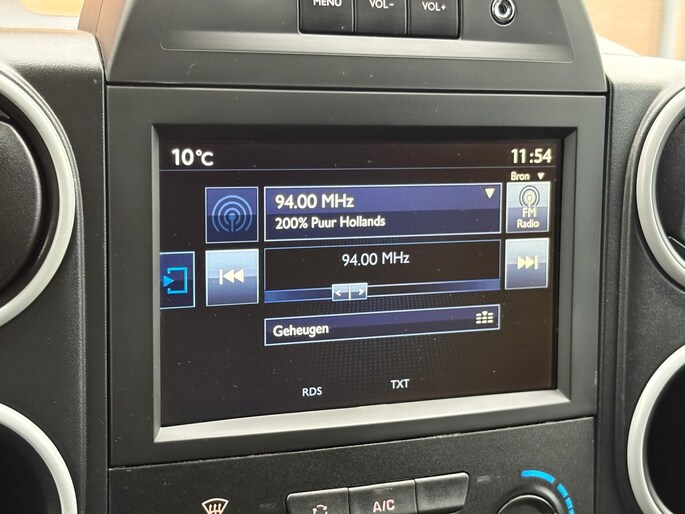 MENU
VOL-
VOL+
10°C
11:54
Bron
94.00 MHz
200% Puur Hollands
FM
Radio
94.00 MHz
Geheugen
RDS
TXT
A/C